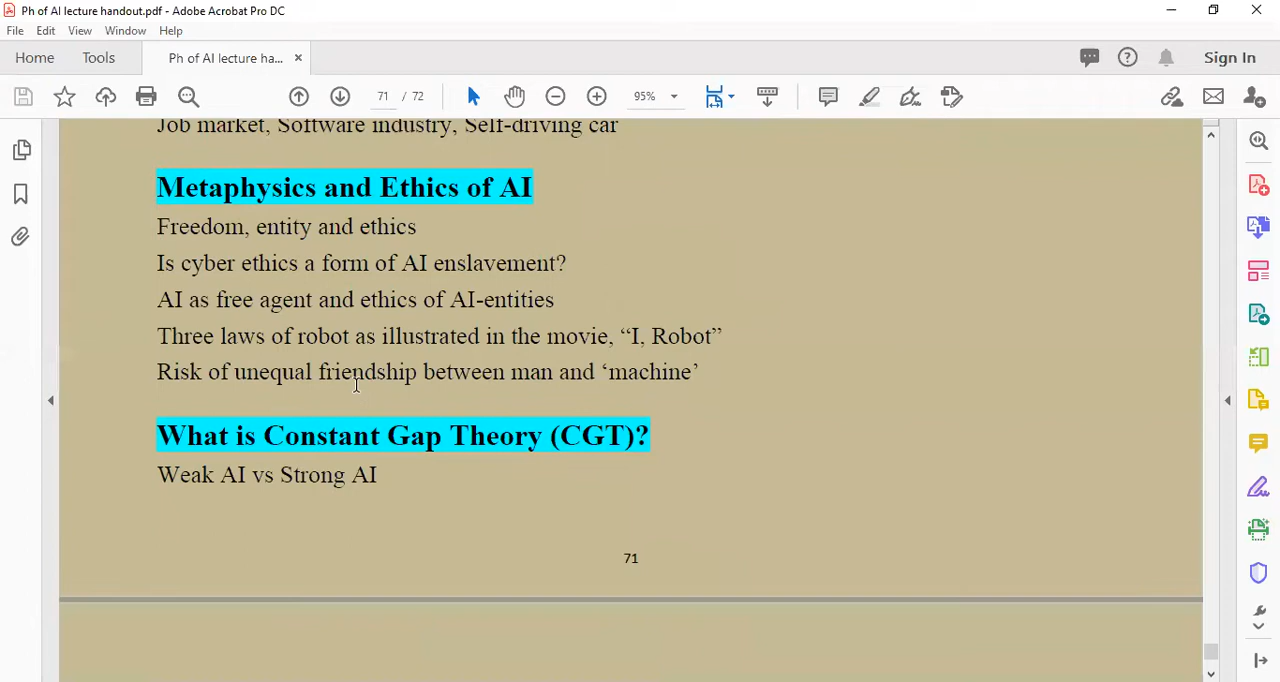 Ph of AI lecture handout.pdf - Adobe Acrobat Pro DC
File Edit View Window Help
Home Tools Ph of AI lecture ha... × Sign In
71 / 72 95%
Job market, Software industry, Self-driving car
Metaphysics and Ethics of AI
Freedom, entity and ethics
Is cyber ethics a form of AI enslavement?
AI as free agent and ethics of AI-entities
Three laws of robot as illustrated in the movie, “I, Robot”
Risk of unequal friendship between man and ‘machine’
What is Constant Gap Theory (CGT)?
Weak AI vs Strong AI
71